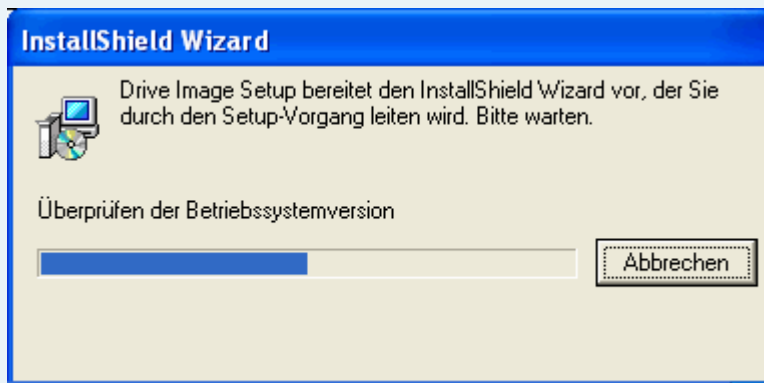 InstallShield Wizard
Drive Image Setup bereitet den InstallShield Wizard vor, der Sie
durch den Setup-Vorgang leiten wird. Bitte warten.
Überprüfen der Betriebssystemversion
Abbrechen